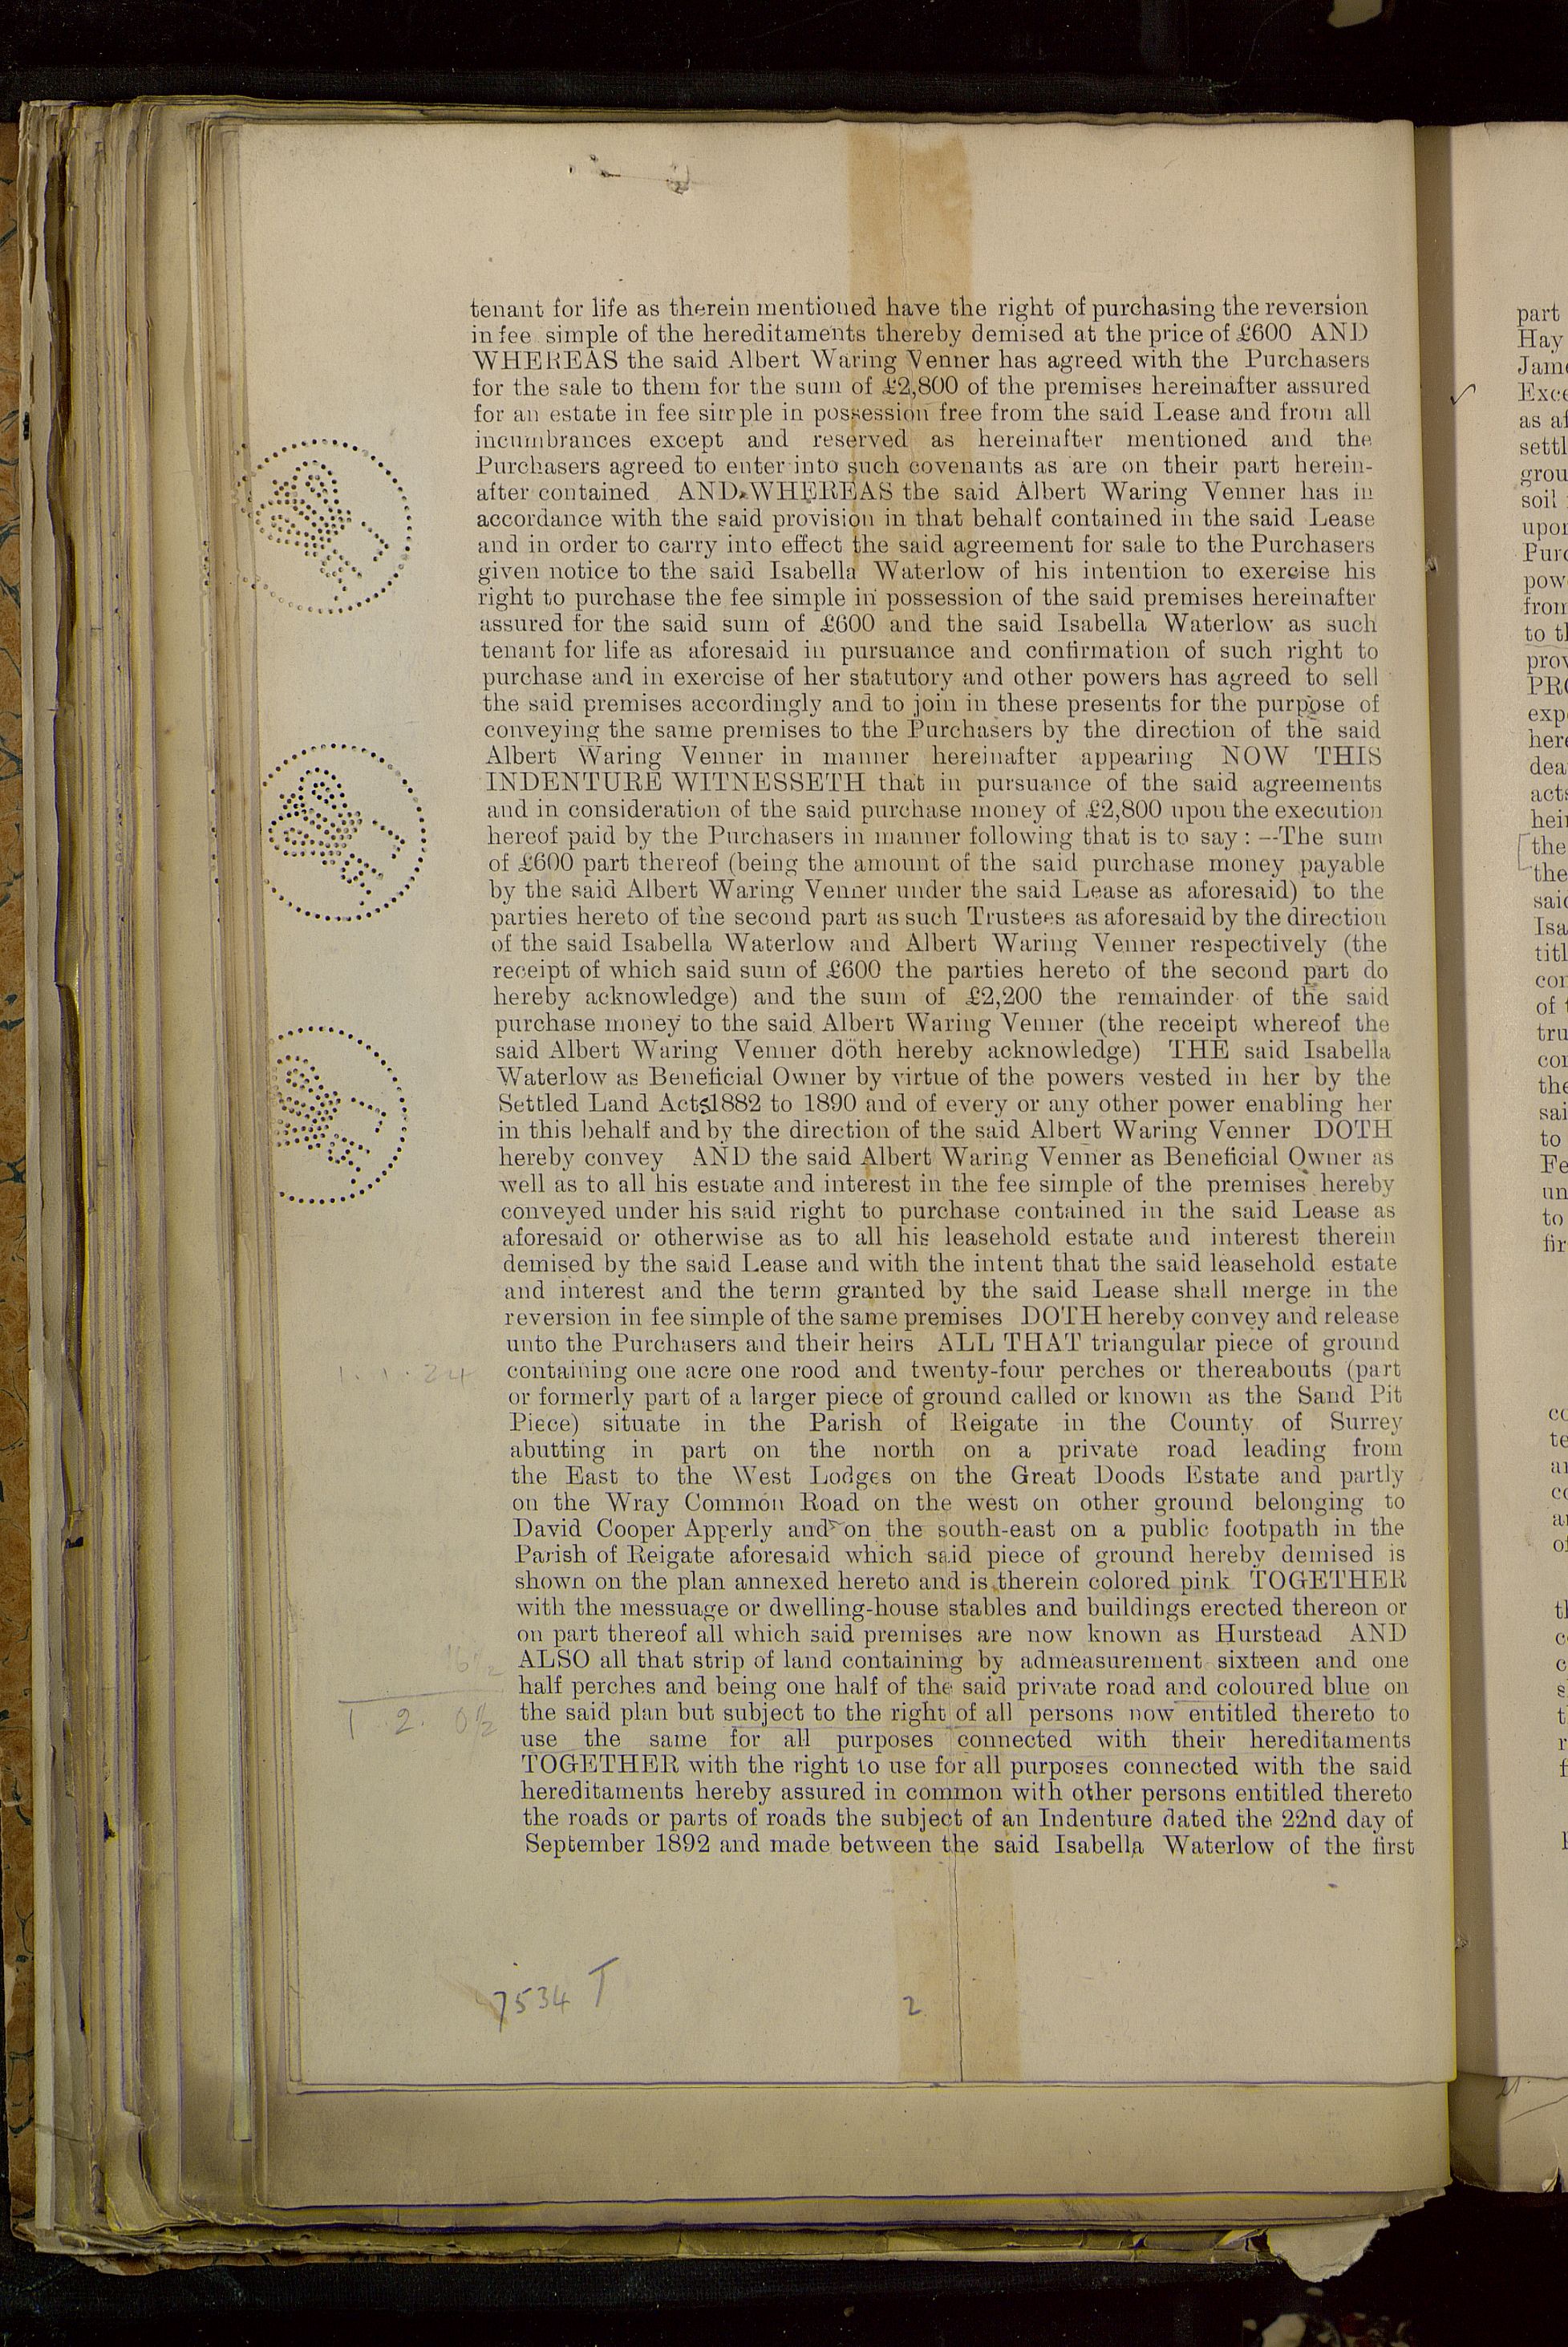 tenant for life as therein mentioned have the right of purchasing the reversion
in fee simple of the hereditaments thereby demised at the price of £600 AND
WHEREAS the said Albert Waring Venner has agreed with the Purchasers
for the sale to them for the sum of £2,800 of the premises hereinafter assured
for an estate in fee simple in possession free from the said Lease and from all
incumbrances except and reserved as hereinafter mentioned and the
Purchasers agreed to enter into such covenants as are on their part herein-
after contained AND WHEREAS the said Albert Waring Venner has in
accordance with the said provision in that behalf contained in the said Lease
and in order to carry into effect the said agreement for sale to the Purchasers
given notice to the said Isabella Waterlow of his intention to exercise his
right to purchase the fee simple in possession of the said premises hereinafter
assured for the said sum of £600 and the said Isabella Waterlow as such
tenant for life as aforesaid in pursuance and confirmation of such right to
purchase and in exercise of her statutory and other powers has agreed to sell
the said premises accordingly and to join in these presents for the purpose of
conveying the same premises to the Purchasers by the direction of the said
Albert Waring Venner in manner hereinafter appearing NOW THIS
INDENTURE WITNESSETH that in pursuance of the said agreements
and in consideration of the said purchase money of £2,800 upon the execution
hereof paid by the Purchasers in manner following that is to say : --The sum
of £600 part thereof (being the amount of the said purchase money payable
by the said Albert Waring Venner under the said Lease as aforesaid) to the
parties hereto of the second part as such Trustees as aforesaid by the direction
of the said Isabella Waterlow and Albert Waring Venner respectively (the
receipt of which said sum of £600 the parties hereto of the second part do
hereby acknowledge) and the sum of £2,200 the remainder of the said
purchase money to the said Albert Waring Venner (the receipt whereof the
said Albert Waring Venner doth hereby acknowledge) THE said Isabella
Waterlow as Beneficial Owner by virtue of the powers vested in her by the
Settled Land Acts 1882 to 1890 and of every or any other power enabling her
in this behalf and by the direction of the said Albert Waring Venner DOTH
hereby convey AND the said Albert Waring Venner as Beneficial Owner as
well as to all his estate and interest in the fee simple of the premises hereby
conveyed under his said right to purchase contained in the said Lease as
aforesaid or otherwise as to all his leasehold estate and interest therein
demised by the said Lease and with the intent that the said leasehold estate
and interest and the term granted by the said Lease shall merge in the
reversion in fee simple of the same premises DOTH hereby convey and release
unto the Purchasers and their heirs ALL THAT triangular piece of ground
1. 1. 24
containing one acre one rood and twenty-four perches or thereabouts (part
or formerly part of a larger piece of ground called or known as the Sand Pit
Piece) situate in the Parish of Reigate in the County of Surrey
abutting in part on the north on a private road leading from
the East to the West Lodges on the Great Doods Estate and partly
on the Wray Common Road on the west on other ground belonging to
David Cooper Apperly and on the south-east on a public footpath in the
Parish of Reigate aforesaid which said piece of ground hereby demised is
shown on the plan annexed hereto and is therein colored pink TOGETHER
with the messuage or dwelling-house stables and buildings erected thereon or
on part thereof all which said premises are now known as Hurstead AND
16½
ALSO all that strip of land containing by admeasurement sixteen and one
half perches and being one half of the said private road and coloured blue on
1. 2. 0½
the said plan but subject to the right of all persons now entitled thereto to
use the same for all purposes connected with their hereditaments
TOGETHER with the right to use for all purposes connected with the said
hereditaments hereby assured in common with other persons entitled thereto
the roads or parts of roads the subject of an Indenture dated the 22nd day of
September 1892 and made between the said Isabella Waterlow of the first
7534 T
2